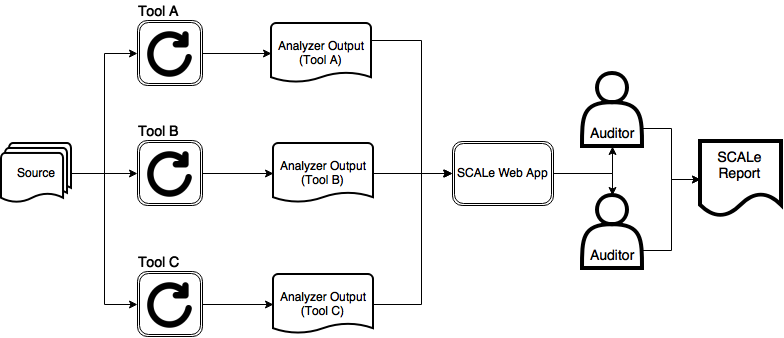 Tool A
Analyzer Output
(Tool A)
Tool B
Source
Analyzer Output
(Tool B)
SCALe Web App
Auditor
SCALe
Report
Auditor
Tool C
Analyzer Output
(Tool C)